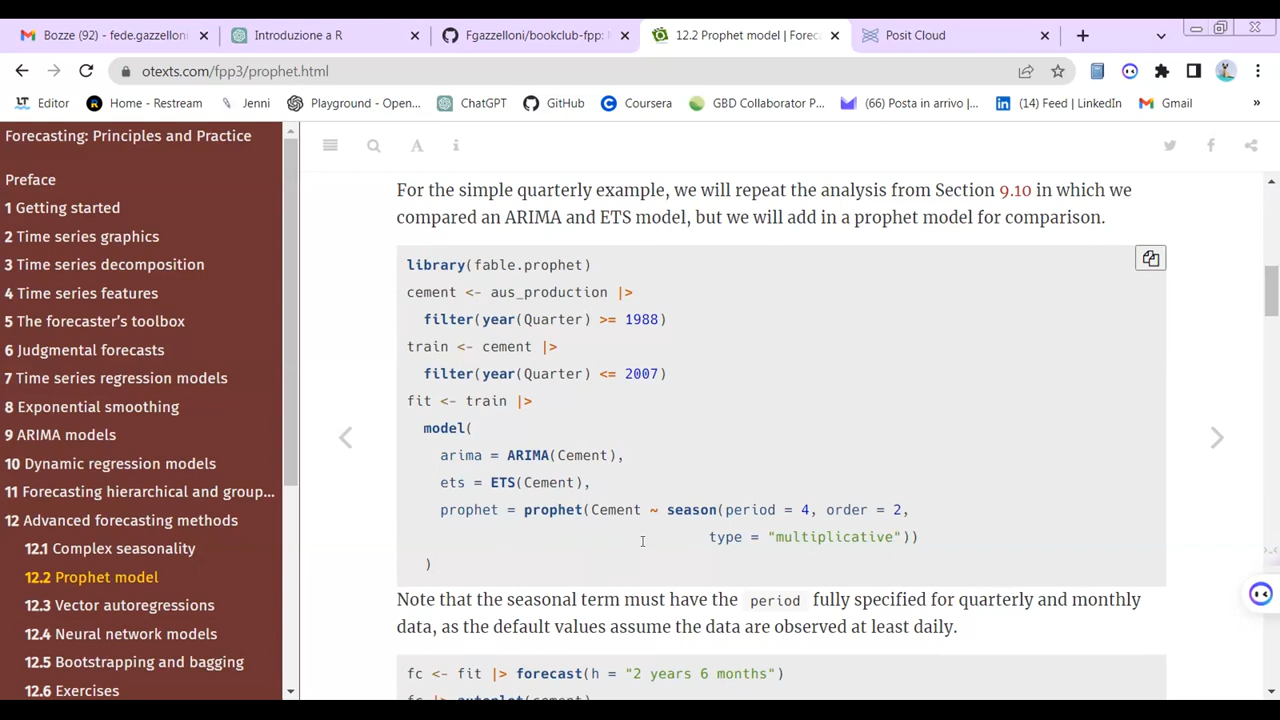 Bozze (92) - fede.gazzelloni
Introduzione a R
Fgazzellony/bookclub-fpp:
12.2 Prophet model | Forec
Posit Cloud
otexts.com/fpp3/prophet.html
LT Editor
Home - Restream
Jenni
Playground - Open...
ChatGPT
GitHub
Coursera
GBD Collaborator P...
(66) Posta in arrivo |...
(14) Feed | LinkedIn
Gmail
»
Forecasting: Principles and Practice
Preface
1 Getting started
2 Time series graphics
3 Time series decomposition
4 Time series features
5 The forecaster's toolbox
6 Judgmental forecasts
7 Time series regression models
8 Exponential smoothing
9 ARIMA models
10 Dynamic regression models
11 Forecasting hierarchical and group...
12 Advanced forecasting methods
12.1 Complex seasonality
12.2 Prophet model
12.3 Vector autoregressions
12.4 Neural network models
12.5 Bootstrapping and bagging
12.6 Exercises
For the simple quarterly example, we will repeat the analysis from Section 9.10 in which we
compared an ARIMA and ETS model, but we will add in a prophet model for comparison.
library(fable.prophet)
cement <- aus_production |>
filter(year(Quarter) >= 1988)
train <- cement |>
filter(year(Quarter) <= 2007)
fit <- train |>
model(
arima = ARIMA(Cement),
ets = ETS(Cement),
prophet = prophet(Cement ~ season(period = 4, order = 2,
type = "multiplicative"))
)
Note that the seasonal term must have the period fully specified for quarterly and monthly
data, as the default values assume the data are observed at least daily.
fc <- fit |> forecast(h = "2 years 6 months")
fc |> autoplot(cement)